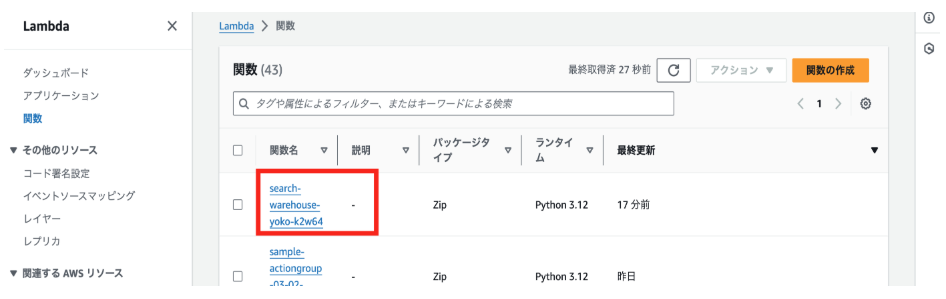 Lambda
ダッシュボード
アプリケーション
関数
その他のリソース
コード署名設定
イベントソースマッピング
レイヤー
レプリカ
関連する AWS リソース
Lambda > 関数
関数 (43)
最終取得済 27 秒前
アクション
関数の作成
タグや属性によるフィルター、またはキーワードによる検索
1
関数名
説明
パッケージタ
イプ
ランタイ
ム
最終更新
search-
warehouse-
yoko-k2w64
-
Zip
Python 3.12
17 分前
sample-
actiongroup
-03-02-
-
Zip
Python 3.12
昨日